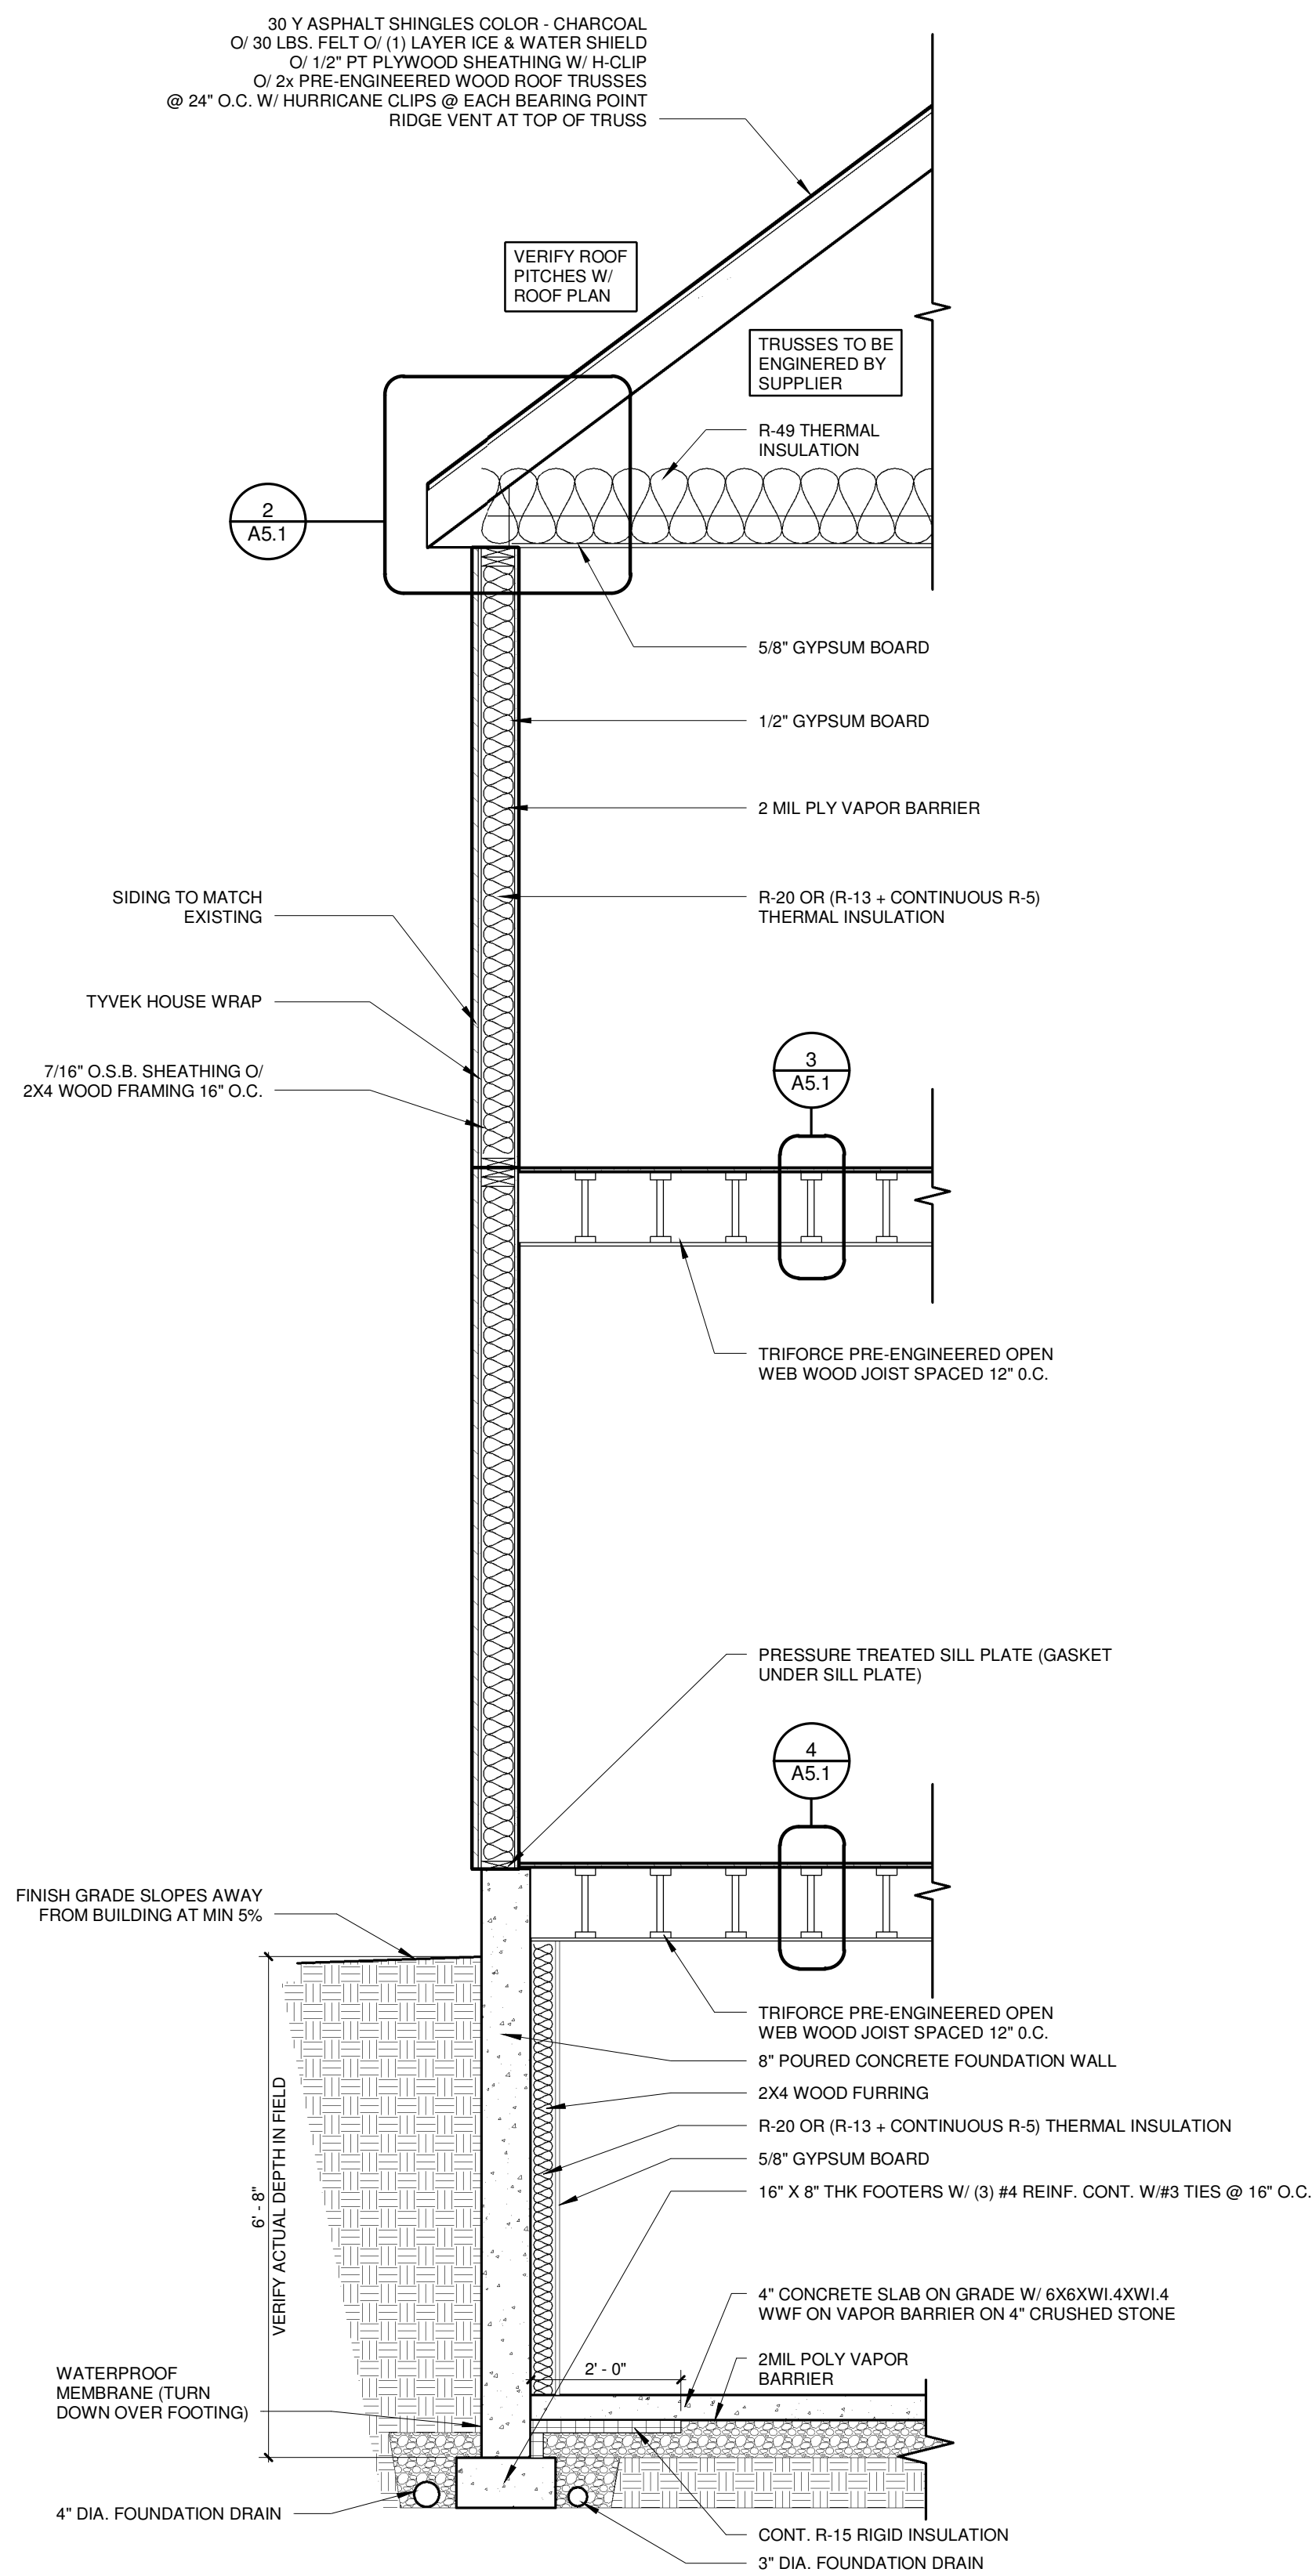 30 Y ASPHALT SHINGLES COLOR - CHARCOAL
O/ 30 LBS. FELT O/ (1) LAYER ICE & WATER SHIELD
O/ 1/2" PT PLYWOOD SHEATHING W/ H-CLIP
O/ 2x PRE-ENGINEERED WOOD ROOF TRUSSES
@ 24" O.C. W/ HURRICANE CLIPS @ EACH BEARING POINT
RIDGE VENT AT TOP OF TRUSS
VERIFY ROOF
PITCHES W/
ROOF PLAN
TRUSSES TO BE
ENGINERED BY
SUPPLIER
R-49 THERMAL
INSULATION
2
A5.1
5/8" GYPSUM BOARD
1/2" GYPSUM BOARD
2 MIL PLY VAPOR BARRIER
SIDING TO MATCH
EXISTING
R-20 OR (R-13 + CONTINUOUS R-5)
THERMAL INSULATION
TYVEK HOUSE WRAP
7/16" O.S.B. SHEATHING O/
2X4 WOOD FRAMING 16" O.C.
3
A5.1
TRIFORCE PRE-ENGINEERED OPEN
WEB WOOD JOIST SPACED 12" 0.C.
PRESSURE TREATED SILL PLATE (GASKET
UNDER SILL PLATE)
4
A5.1
FINISH GRADE SLOPES AWAY
FROM BUILDING AT MIN 5%
TRIFORCE PRE-ENGINEERED OPEN
WEB WOOD JOIST SPACED 12" 0.C.
8" POURED CONCRETE FOUNDATION WALL
2X4 WOOD FURRING
R-20 OR (R-13 + CONTINUOUS R-5) THERMAL INSULATION
5/8" GYPSUM BOARD
16" X 8" THK FOOTERS W/ (3) #4 REINF. CONT. W/#3 TIES @ 16" O.C.
6' - 8"
VERIFY ACTUAL DEPTH IN FIELD
4" CONCRETE SLAB ON GRADE W/ 6X6XWI.4XWI.4
WWF ON VAPOR BARRIER ON 4" CRUSHED STONE
2' - 0"
2MIL POLY VAPOR
BARRIER
WATERPROOF
MEMBRANE (TURN
DOWN OVER FOOTING)
4" DIA. FOUNDATION DRAIN
CONT. R-15 RIGID INSULATION
3" DIA. FOUNDATION DRAIN